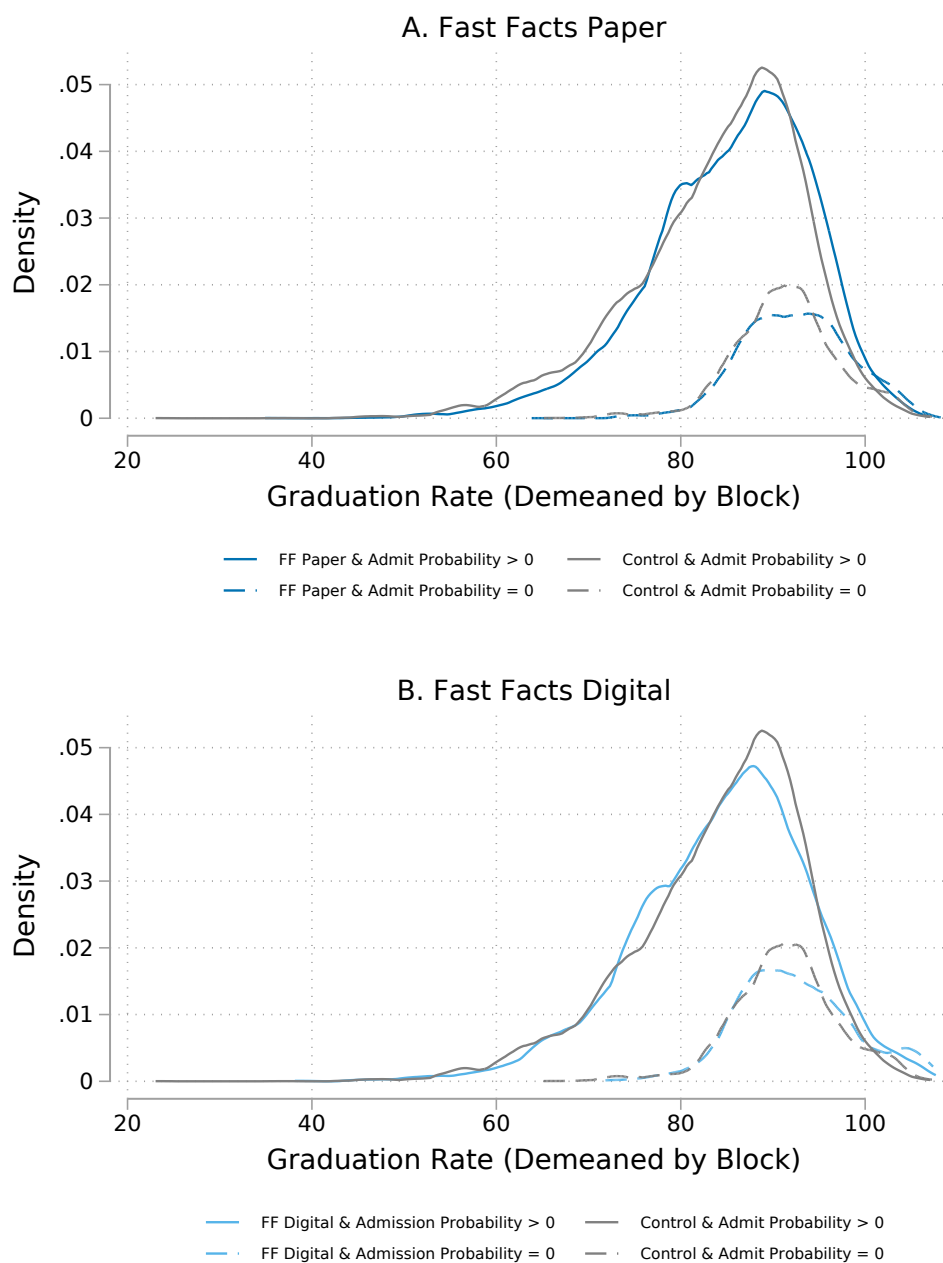 A. Fast Facts Paper
Density
.05
.04
.03
.02
.01
0
20 40 60 80 100
Graduation Rate (Demeaned by Block)
FF Paper & Admit Probability > 0 Control & Admit Probability > 0
FF Paper & Admit Probability = 0 Control & Admit Probability = 0
B. Fast Facts Digital
Density
.05
.04
.03
.02
.01
0
20 40 60 80 100
Graduation Rate (Demeaned by Block)
FF Digital & Admission Probability > 0 Control & Admit Probability > 0
FF Digital & Admission Probability = 0 Control & Admit Probability = 0